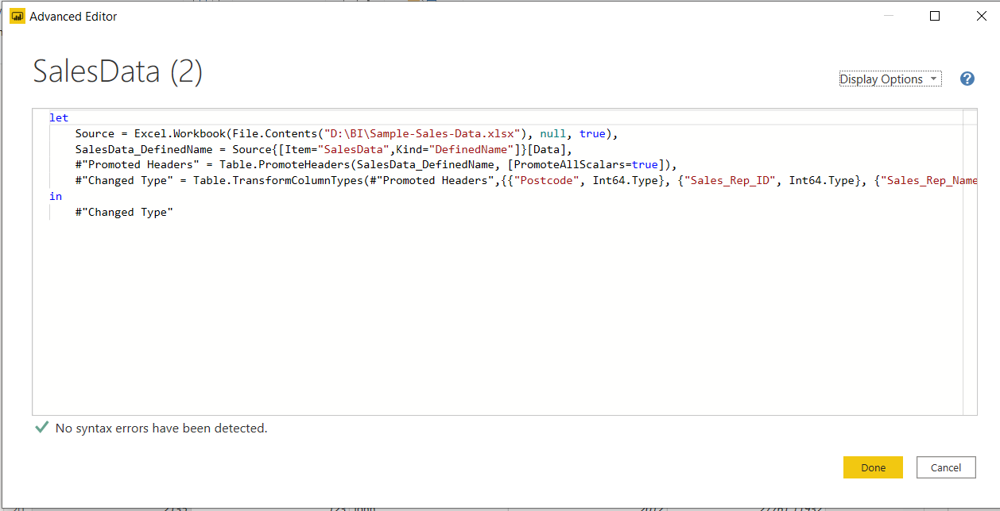 Advanced Editor
SalesData (2)
Display Options
?
let
Source = Excel.Workbook(File.Contents("D:\BI\Sample-Sales-Data.xlsx"), null, true),
SalesData_DefinedName = Source{[Item="SalesData",Kind="DefinedName"]}[Data],
#"Promoted Headers" = Table.PromoteHeaders(SalesData_DefinedName, [PromoteAllScalars=true]),
#"Changed Type" = Table.TransformColumnTypes(#"Promoted Headers",{{"Postcode", Int64.Type}, {"Sales_Rep_ID", Int64.Type}, {"Sales_Rep_Name
in
#"Changed Type"
No syntax errors have been detected.
Done Cancel